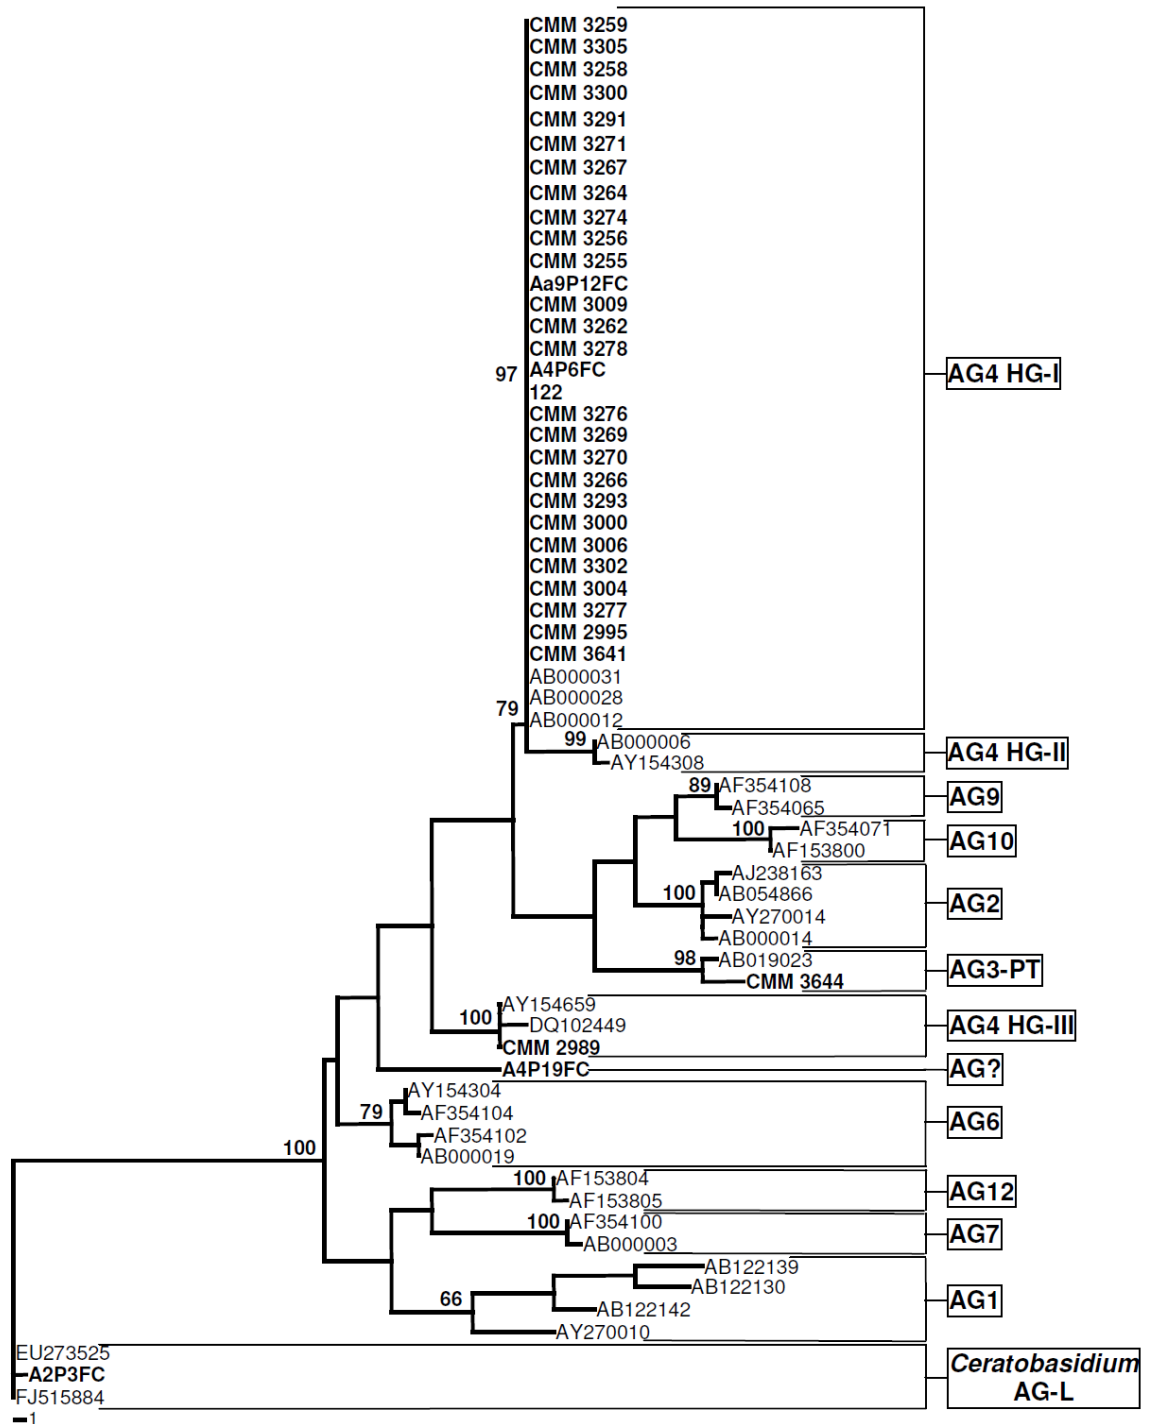 CMM 3259
CMM 3305
CMM 3258
CMM 3300
CMM 3291
CMM 3271
CMM 3267
CMM 3264
CMM 3274
CMM 3256
CMM 3255
Aa9P12FC
CMM 3009
CMM 3262
CMM 3278
97 A4P6FC AG4 HG-I
122
CMM 3276
CMM 3269
CMM 3270
CMM 3266
CMM 3293
CMM 3000
CMM 3006
CMM 3302
CMM 3004
CMM 3277
CMM 2995
CMM 3641
AB000031
AB000028
79 AB000012
99 AB000006 AG4 HG-II
AY154308
89 AF354108 AG9
AF354065
100 AF354071 AG10
AF153800
AJ238163
100 AB054866 AG2
AY270014
AB000014
98 AB019023 AG3-PT
CMM 3644
AY154659
100 DQ102449 AG4 HG-III
CMM 2989
A4P19FC AG?
AY154304
79 AF354104 AG6
AF354102
100 AB000019
100 AF153804 AG12
AF153805
100 AF354100 AG7
AB000003
AB122139
AB122130
66 AB122142 AG1
AY270010
EU273525
A2P3FC Ceratobasidium
FJ515884 AG-L
1